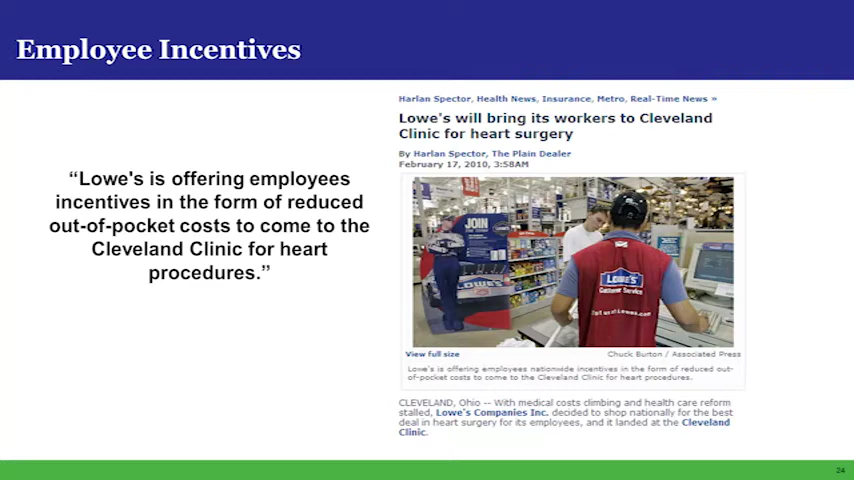 Employee Incentives
“Lowe's is offering employees
incentives in the form of reduced
out-of-pocket costs to come to the
Cleveland Clinic for heart
procedures.”
Harlan Spector, Health News, Insurance, Metro, Real-Time News »
Lowe's will bring its workers to Cleveland
Clinic for heart surgery
By Harlan Spector, The Plain Dealer
February 17, 2010, 3:58AM
JOIN
LOWE'S
LOWE'S
Customer Service
Visit us at Lowes.com
View full size
Chuck Burton / Associated Press
Lowe's is offering employees nationwide incentives in the form of reduced out-
of-pocket costs to come to the Cleveland Clinic for heart procedures.
CLEVELAND, Ohio -- With medical costs climbing and health care reform
stalled, Lowe's Companies Inc. decided to shop nationally for the best
deal in heart surgery for its employees, and it landed at the Cleveland
Clinic.
24